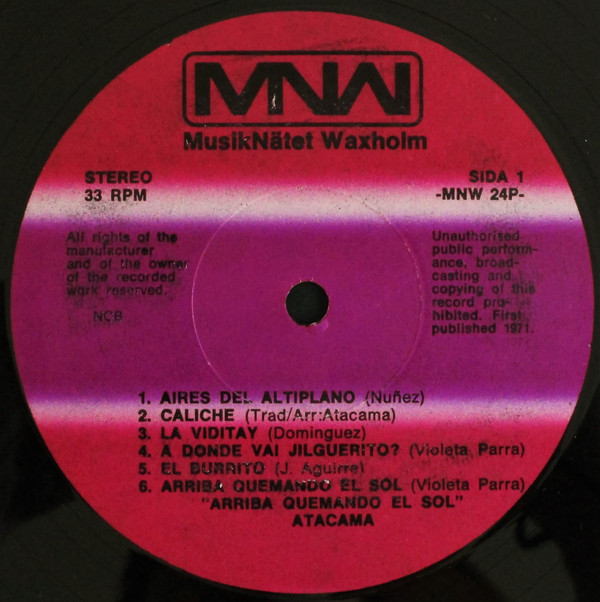 MNW
MusikNätet Waxholm
STEREO
33 RPM
SIDA 1
-MNW 24P-
All rights of the
manufacturer
and of the owner
of the recorded
work reserved.
NCB
Unauthorised
public perform-
ance, broad-
casting and
copying of this
record pro-
hibited. First
published 1971.
1. AIRES DEL ALTIPLANO (Nuñez)
2. CALICHE (Trad/Arr:Atacama)
3. LA VIDITAY (Dominguez)
4. A DONDE VAI JILGUERITO? (Violeta Parra)
5. EL BURRITO (J. Aguirre)
6. ARRIBA QUEMANDO EL SOL (Violeta Parra)
"ARRIBA QUEMANDO EL SOL"
ATACAMA